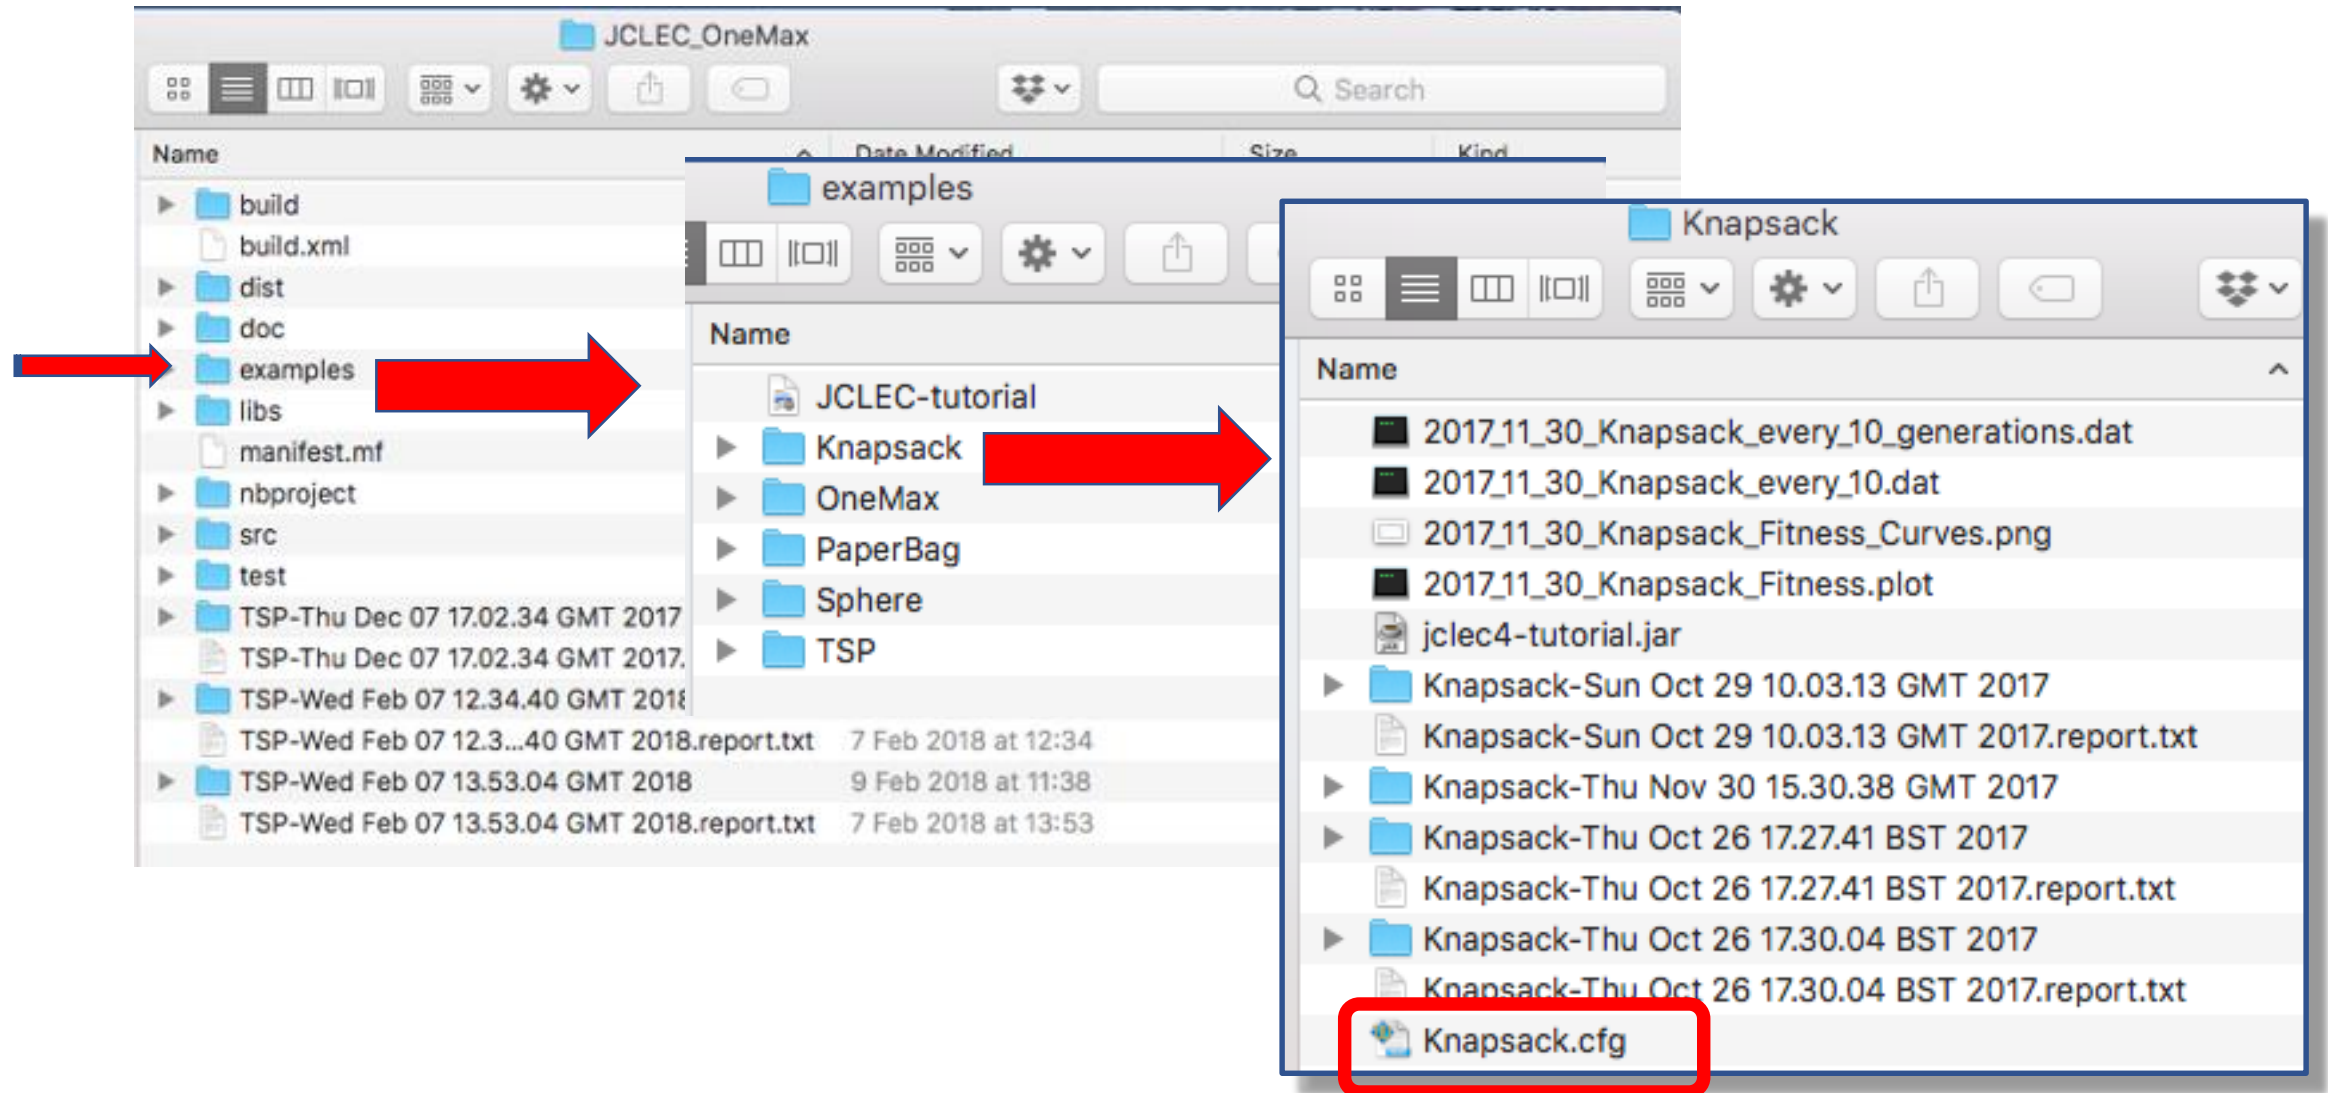 JCLEC_OneMax
Search
Name
Date Modified
Size
Kind
build
build.xml
dist
doc
examples
libs
manifest.mf
nbproject
src
test
TSP-Thu Dec 07 17.02.34 GMT 2017
TSP-Thu Dec 07 17.02.34 GMT 2017.
TSP-Wed Feb 07 12.34.40 GMT 2018
TSP-Wed Feb 07 12.3...40 GMT 2018.report.txt 7 Feb 2018 at 12:34
TSP-Wed Feb 07 13.53.04 GMT 2018 9 Feb 2018 at 11:38
TSP-Wed Feb 07 13.53.04 GMT 2018.report.txt 7 Feb 2018 at 13:53
examples
Name
JCLEC-tutorial
Knapsack
OneMax
PaperBag
Sphere
TSP
Knapsack
Name
2017_11_30_Knapsack_every_10_generations.dat
2017_11_30_Knapsack_every_10.dat
2017_11_30_Knapsack_Fitness_Curves.png
2017_11_30_Knapsack_Fitness.plot
jclec4-tutorial.jar
Knapsack-Sun Oct 29 10.03.13 GMT 2017
Knapsack-Sun Oct 29 10.03.13 GMT 2017.report.txt
Knapsack-Thu Nov 30 15.30.38 GMT 2017
Knapsack-Thu Oct 26 17.27.41 BST 2017
Knapsack-Thu Oct 26 17.27.41 BST 2017.report.txt
Knapsack-Thu Oct 26 17.30.04 BST 2017
Knapsack-Thu Oct 26 17.30.04 BST 2017.report.txt
Knapsack.cfg